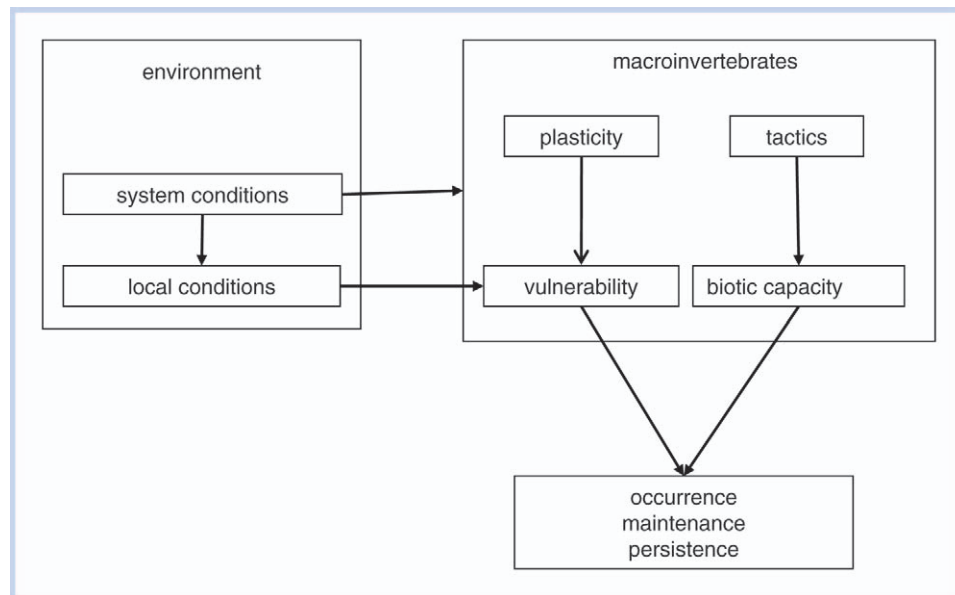 environment
macroinvertebrates
plasticity
tactics
system conditions
local conditions
vulnerability
biotic capacity
occurrence
maintenance
persistence